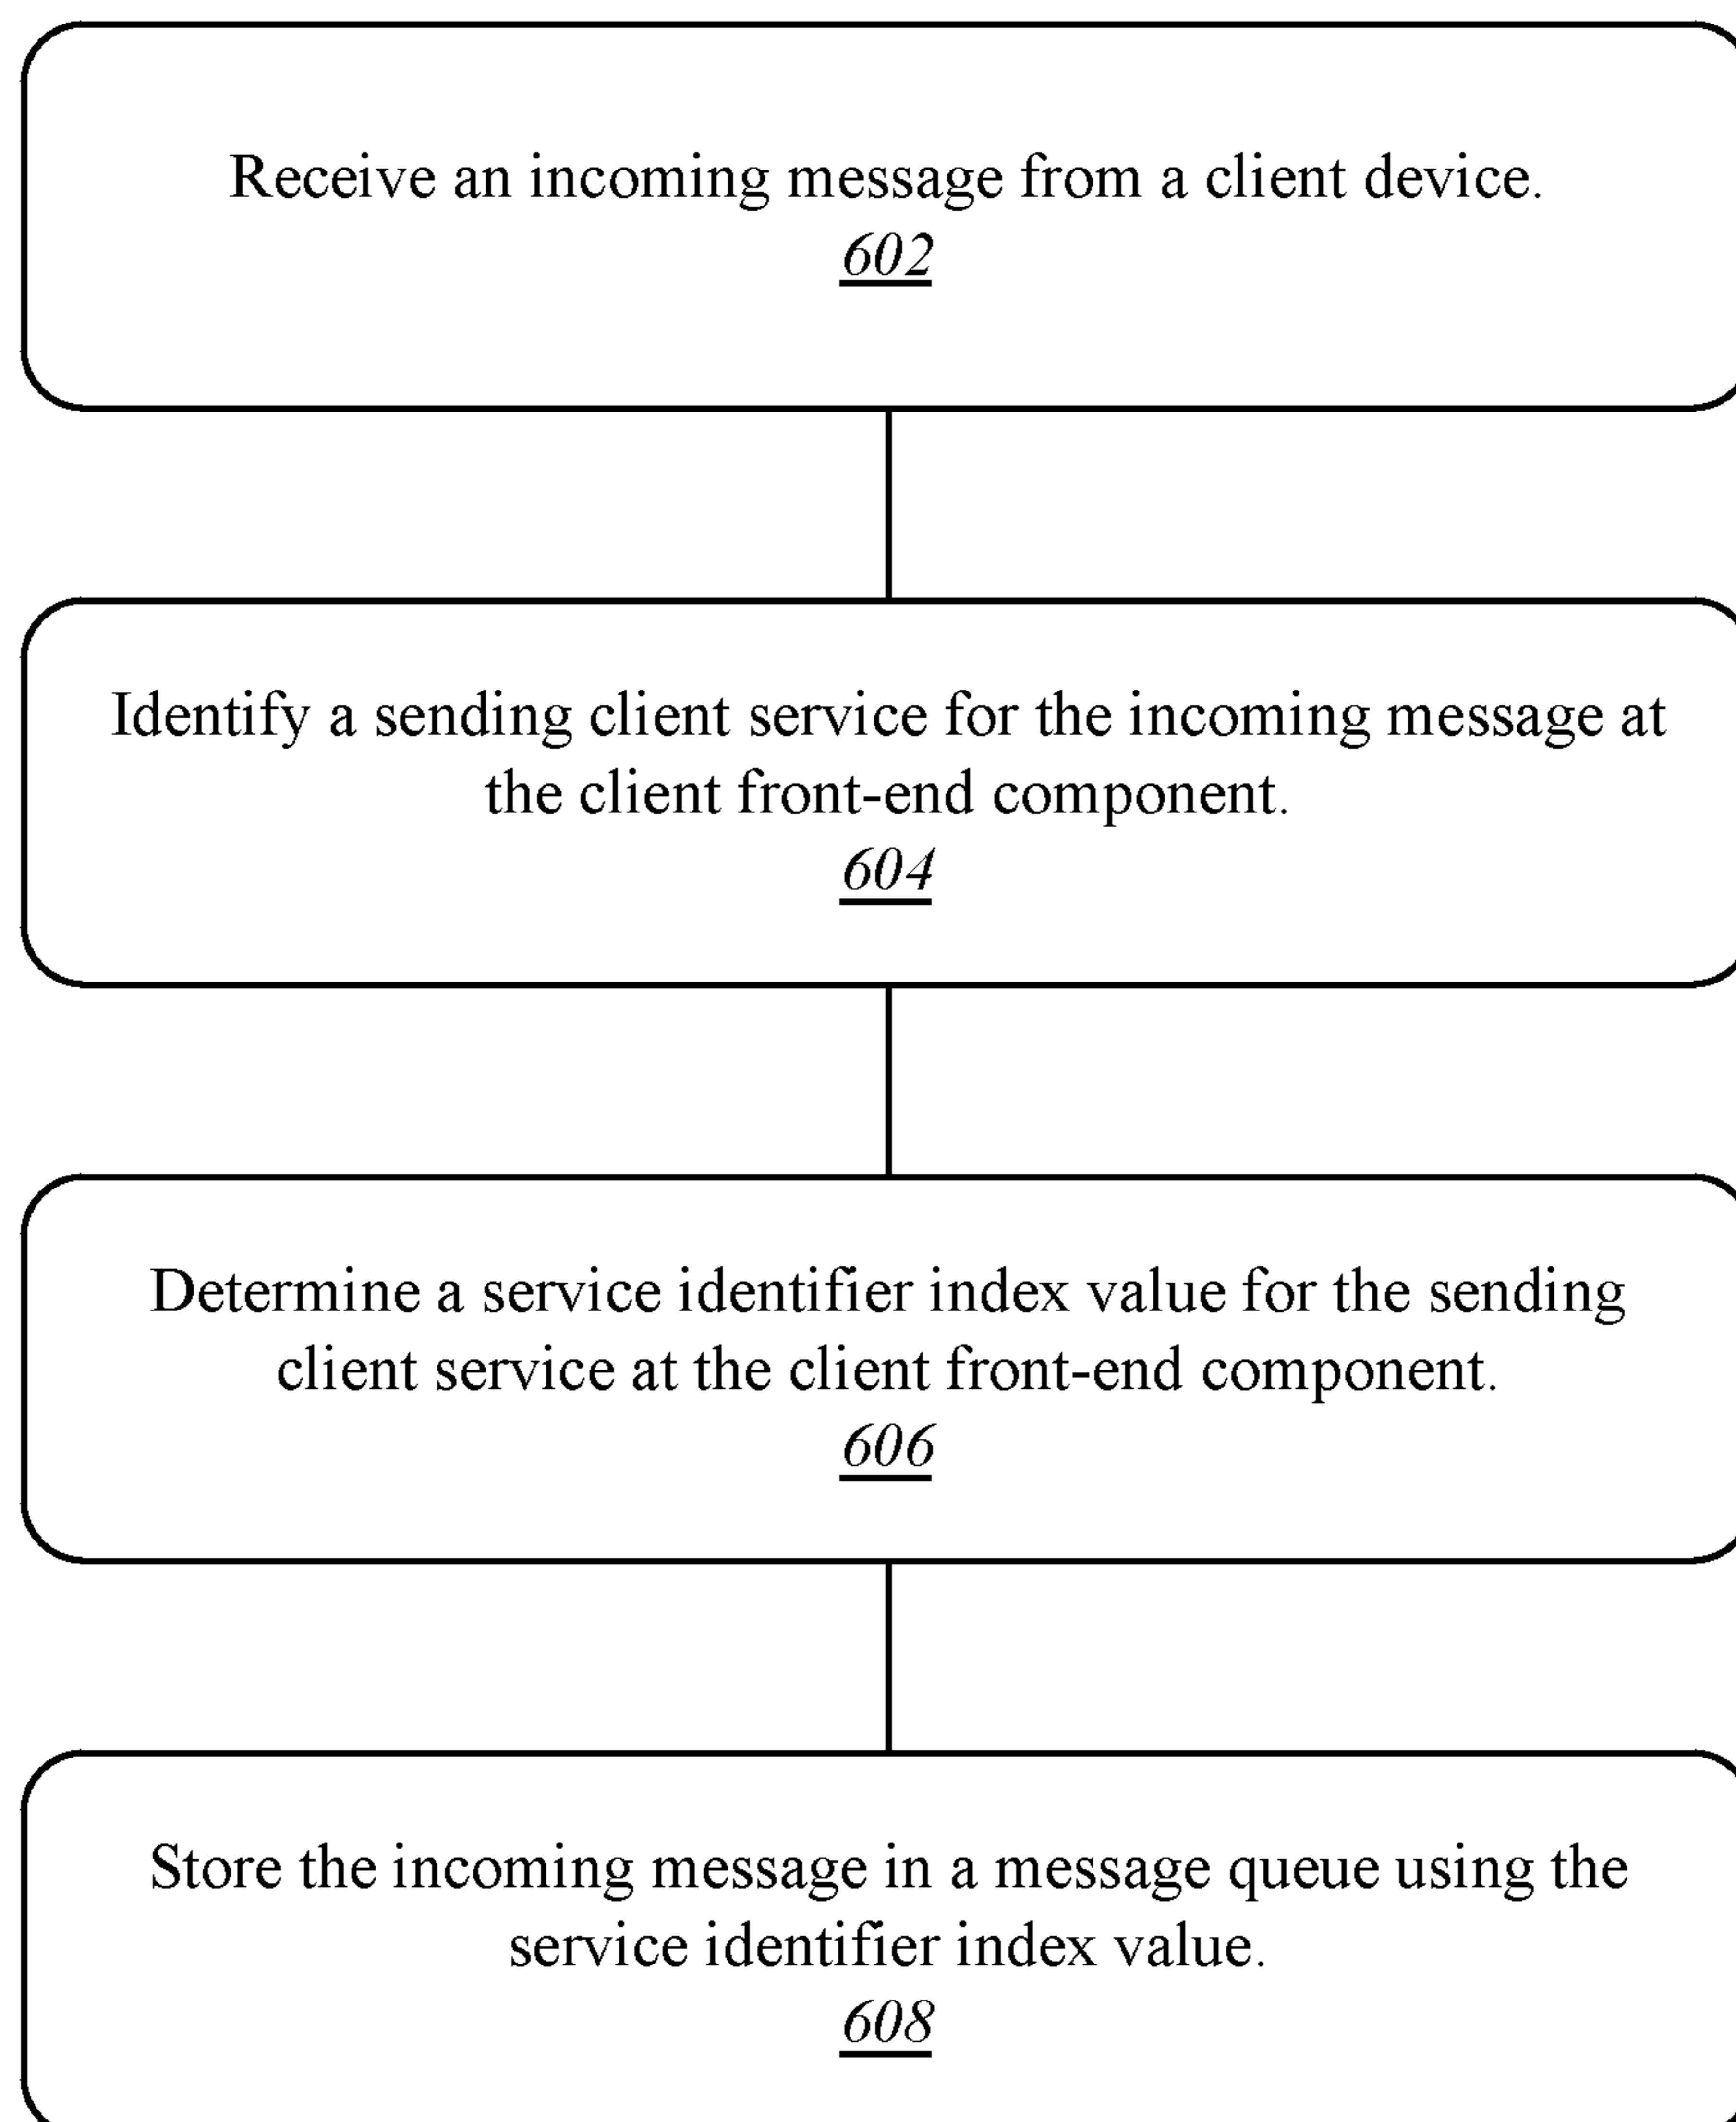 Receive an incoming message from a client device.
602
Identify a sending client service for the incoming message at
the client front-end component.
604
Determine a service identifier index value for the sending
client service at the client front-end component.
606
Store the incoming message in a message queue using the
service identifier index value.
608